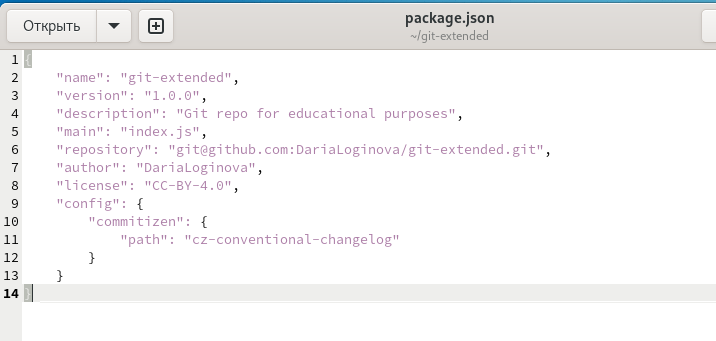 Открыть
package.json
~/git-extended
1 {
2 "name": "git-extended",
3 "version": "1.0.0",
4 "description": "Git repo for educational purposes",
5 "main": "index.js",
6 "repository": "git@github.com:DariaLoginova/git-extended.git",
7 "author": "DariaLoginova",
8 "license": "CC-BY-4.0",
9 "config": {
10 "commitizen": {
11 "path": "cz-conventional-changelog"
12 }
13 }
14 }